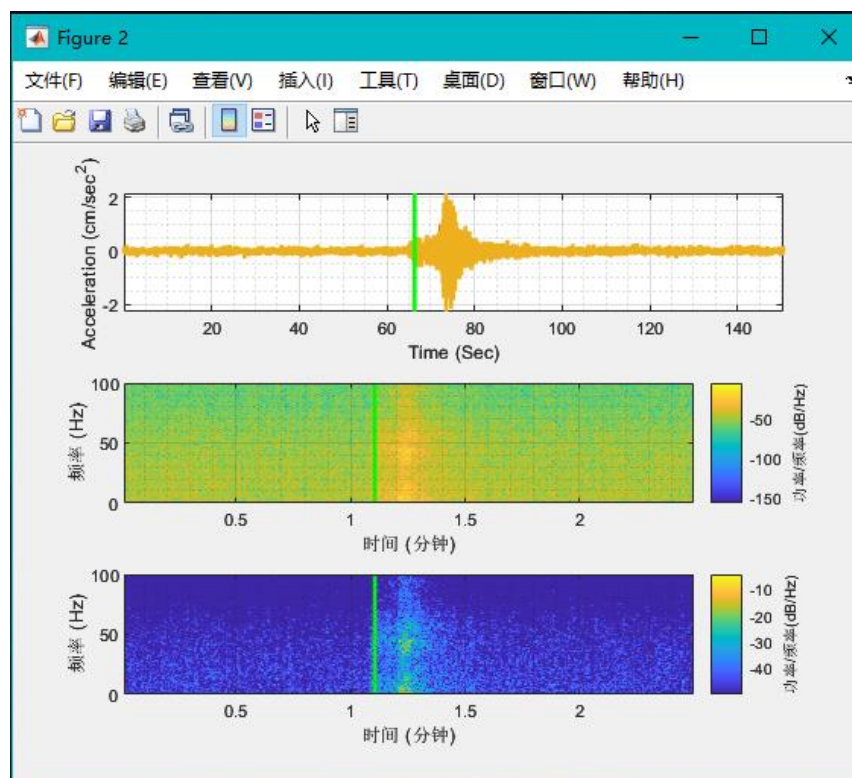 Figure 2
文件(F) 编辑(E) 查看(V) 插入(I) 工具(T) 桌面(D) 窗口(W) 帮助(H)
Acceleration (cm/sec²)
2
0
-2
20 40 60 80 100 120 140
Time (Sec)
频率 (Hz)
100
50
0
0.5 1 1.5 2
时间 (分钟)
-50
-100
-150
功率/频率(dB/Hz)
频率 (Hz)
100
50
0
0.5 1 1.5 2
时间 (分钟)
-10
-20
-30
-40
功率/频率(dB/Hz)